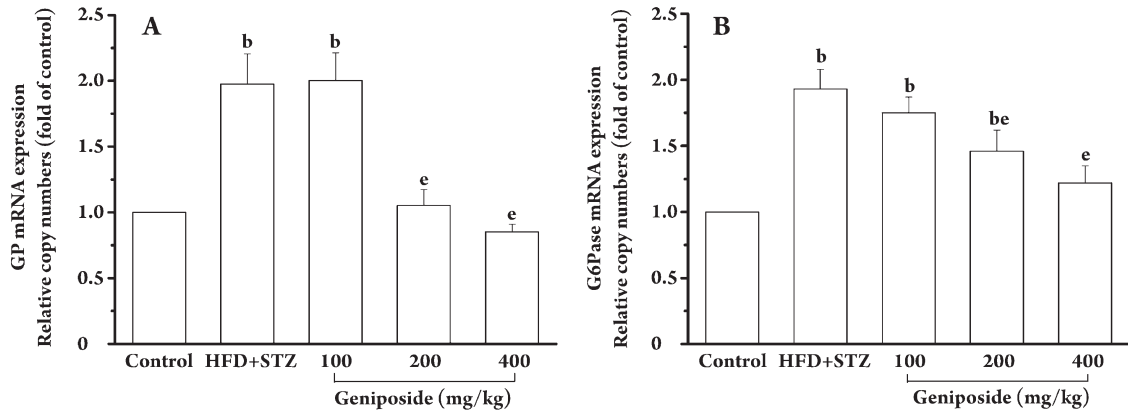 A
GP mRNA expression
Relative copy numbers (fold of control)
2.5
2.0
1.5
1.0
0.5
0
b
b
e
e
Control HFD+STZ 100 200 400
Geniposide (mg/kg)
B
G6Pase mRNA expression
Relative copy numbers (fold of control)
2.5
2.0
1.5
1.0
0.5
0
b
b
be
e
Control HFD+STZ 100 200 400
Geniposide (mg/kg)